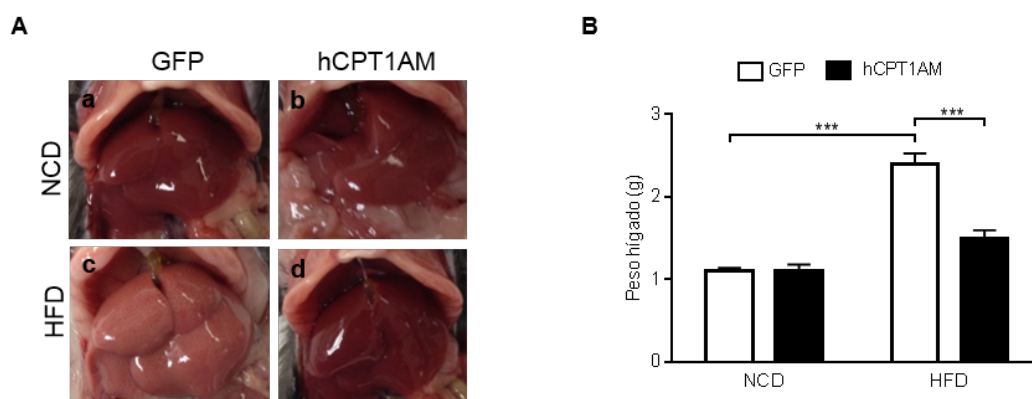 A
GFP
hCPT1AM
NCD
HFD
a
b
c
d
B
GFP
hCPT1AM
***
***
Peso hígado (g)
3
2
1
0
NCD
HFD